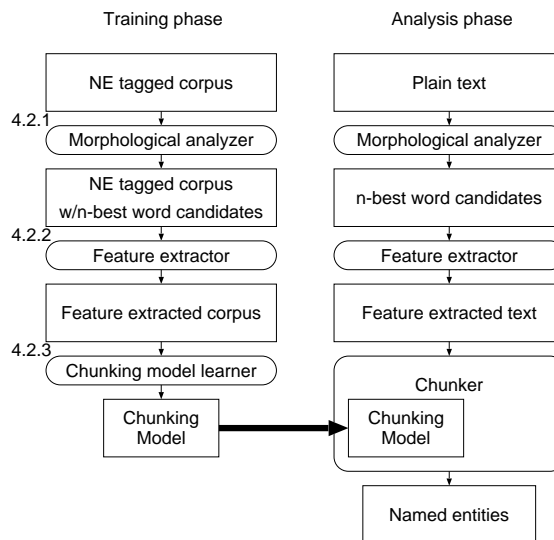 Training phase
Analysis phase
NE tagged corpus
Plain text
4.2.1
Morphological analyzer
Morphological analyzer
NE tagged corpus
w/n-best word candidates
n-best word candidates
4.2.2
Feature extractor
Feature extractor
Feature extracted corpus
Feature extracted text
4.2.3
Chunking model learner
Chunker
Chunking
Model
Chunking
Model
Named entities